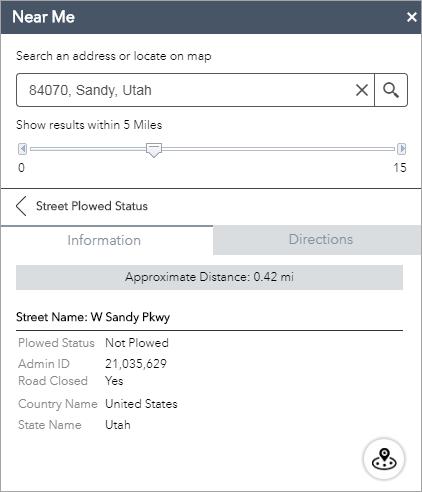 Near Me
Search an address or locate on map
84070, Sandy, Utah
Show results within 5 Miles
0 15
Street Plowed Status
Information Directions
Approximate Distance: 0.42 mi
Street Name: W Sandy Pkwy
Plowed Status Not Plowed
Admin ID 21,035,629
Road Closed Yes
Country Name United States
State Name Utah